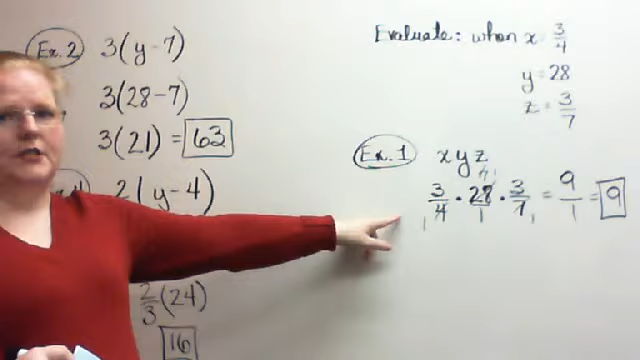 Ex. 2 3(y-7)
3(28-7)
3(21) = 63
2(y-4)
2/3(24)
16
Evaluate: when x = 3/4
y = 28
z = 3/7
Ex. 1 xyz
3/4 · 28/1 · 3/7 = 9/1 = 9